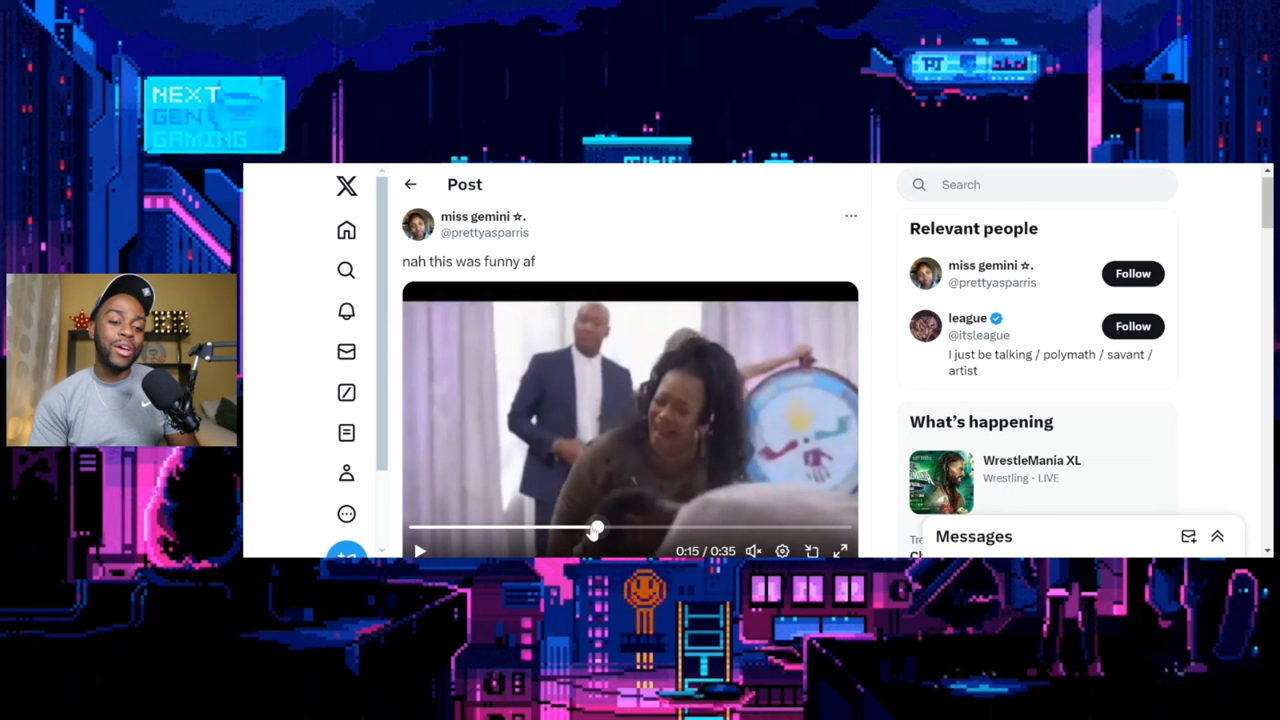 NEXT
GEN
GAMING
Post
miss gemini ☆.
@prettyasparris
nah this was funny af
0:15 / 0:35
Search
Relevant people
miss gemini ☆.
@prettyasparris
Follow
league
@itsleague
Follow
I just be talking / polymath / savant /
artist
What's happening
WrestleMania XL
Wrestling · LIVE
Messages